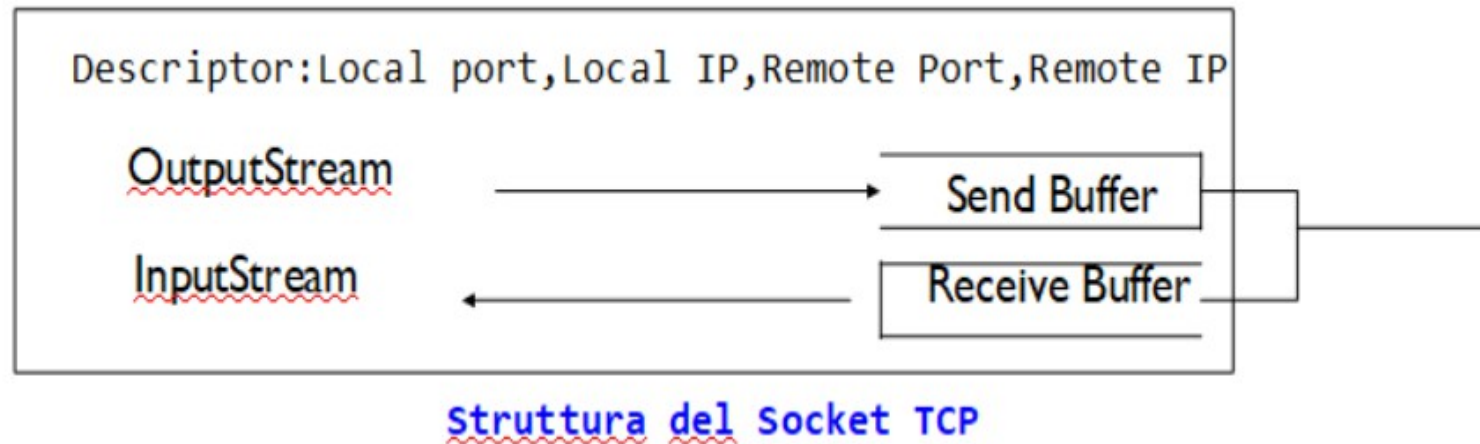 Descriptor:Local port,Local IP,Remote Port,Remote IP
OutputStream
Send Buffer
InputStream
Receive Buffer
Struttura del Socket TCP